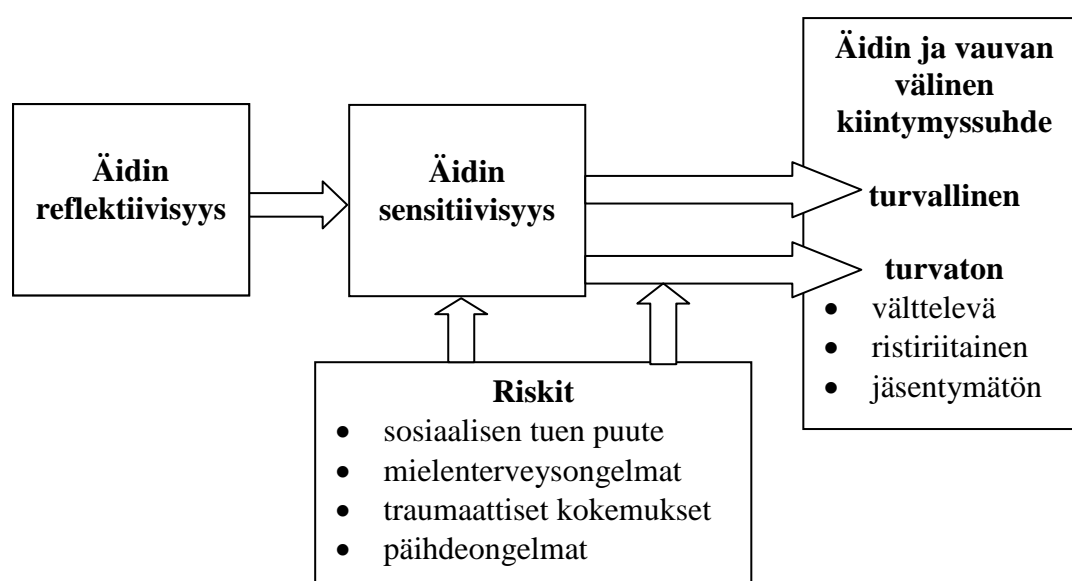 Äidin
reflektiivisyys
Äidin
sensitiivisyys
Äidin ja vauvan
välinen
kiintymyssuhde
turvallinen
turvaton
• välttelevä
• ristiriitainen
• jäsentymätön
Riskit
• sosiaalisen tuen puute
• mielenterveysongelmat
• traumaattiset kokemukset
• päihdeongelmat